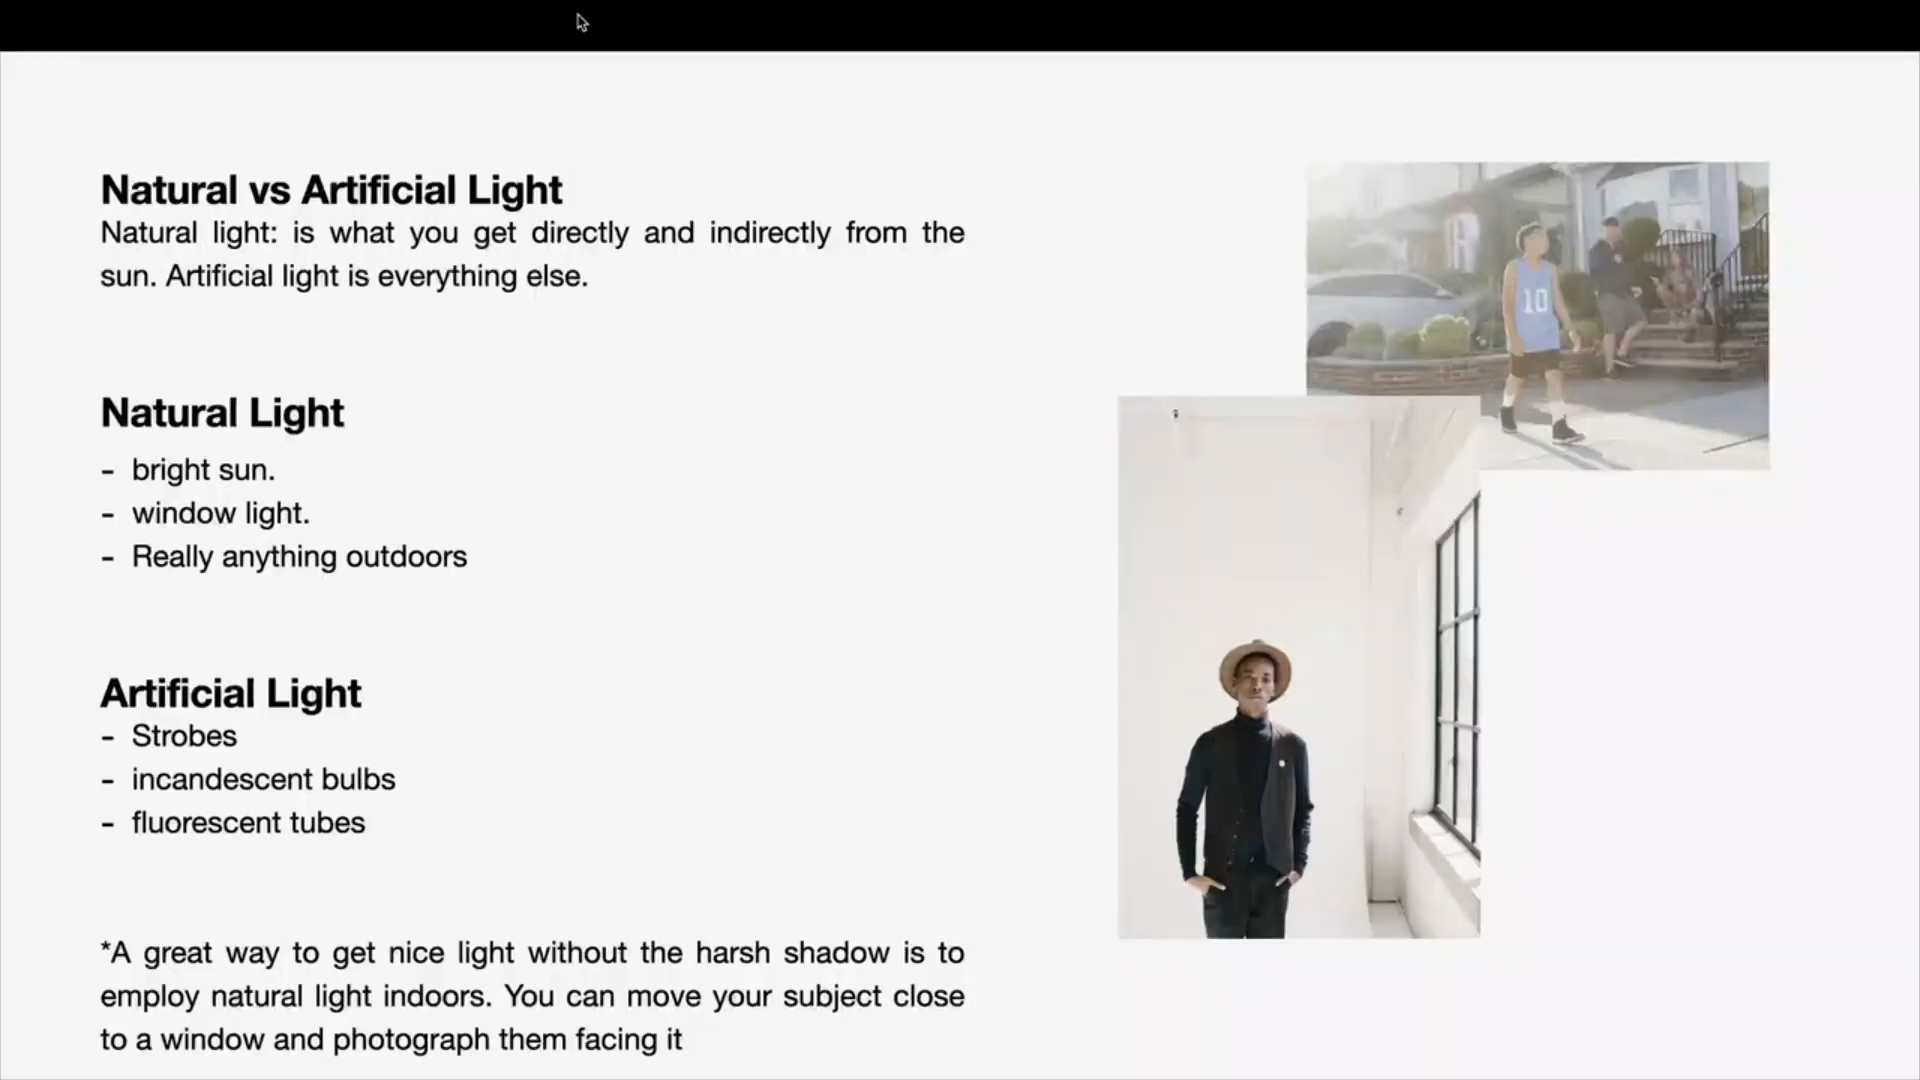 Natural vs Artificial Light
Natural light: is what you get directly and indirectly from the
sun. Artificial light is everything else.
Natural Light
- bright sun.
- window light.
- Really anything outdoors
Artificial Light
- Strobes
- incandescent bulbs
- fluorescent tubes
*A great way to get nice light without the harsh shadow is to
employ natural light indoors. You can move your subject close
to a window and photograph them facing it
10